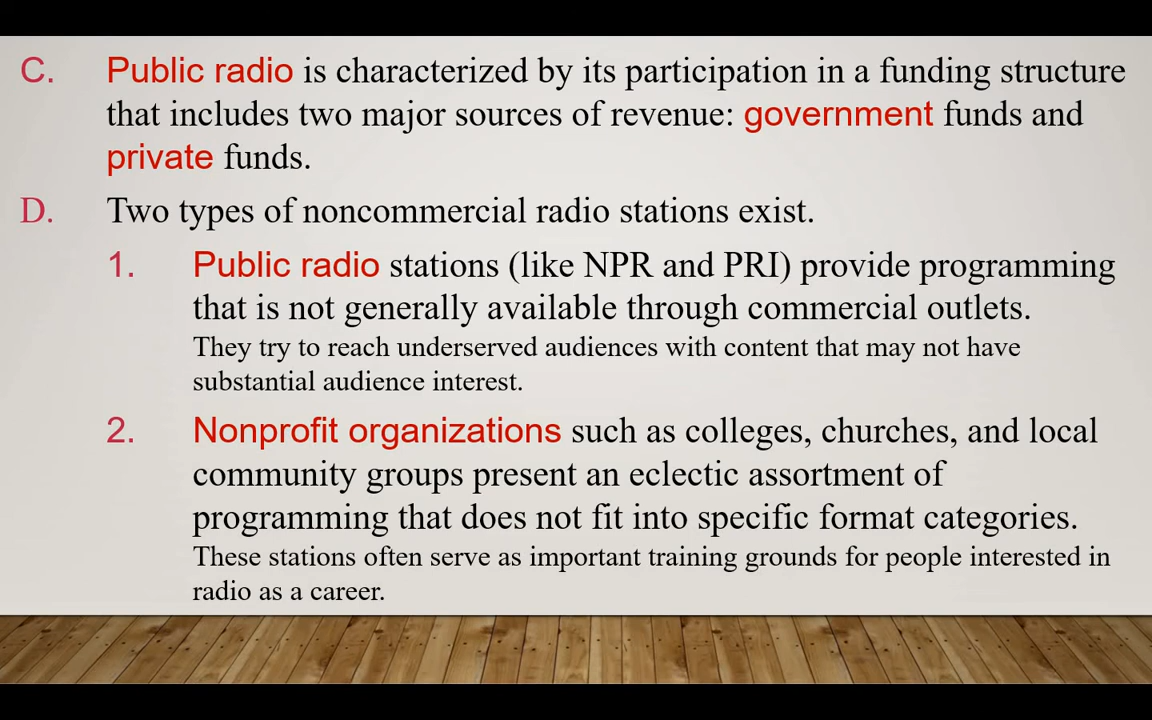 C. Public radio is characterized by its participation in a funding structure
that includes two major sources of revenue: government funds and
private funds.
D. Two types of noncommercial radio stations exist.
1. Public radio stations (like NPR and PRI) provide programming
that is not generally available through commercial outlets.
They try to reach underserved audiences with content that may not have
substantial audience interest.
2. Nonprofit organizations such as colleges, churches, and local
community groups present an eclectic assortment of
programming that does not fit into specific format categories.
These stations often serve as important training grounds for people interested in
radio as a career.